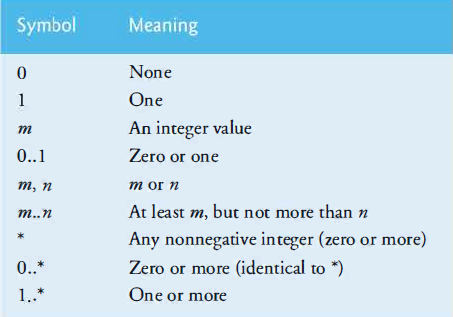 Symbol Meaning
0 None
1 One
m An integer value
0..1 Zero or one
m, n m or n
m..n At least m, but not more than n
* Any nonnegative integer (zero or more)
0..* Zero or more (identical to *)
1..* One or more